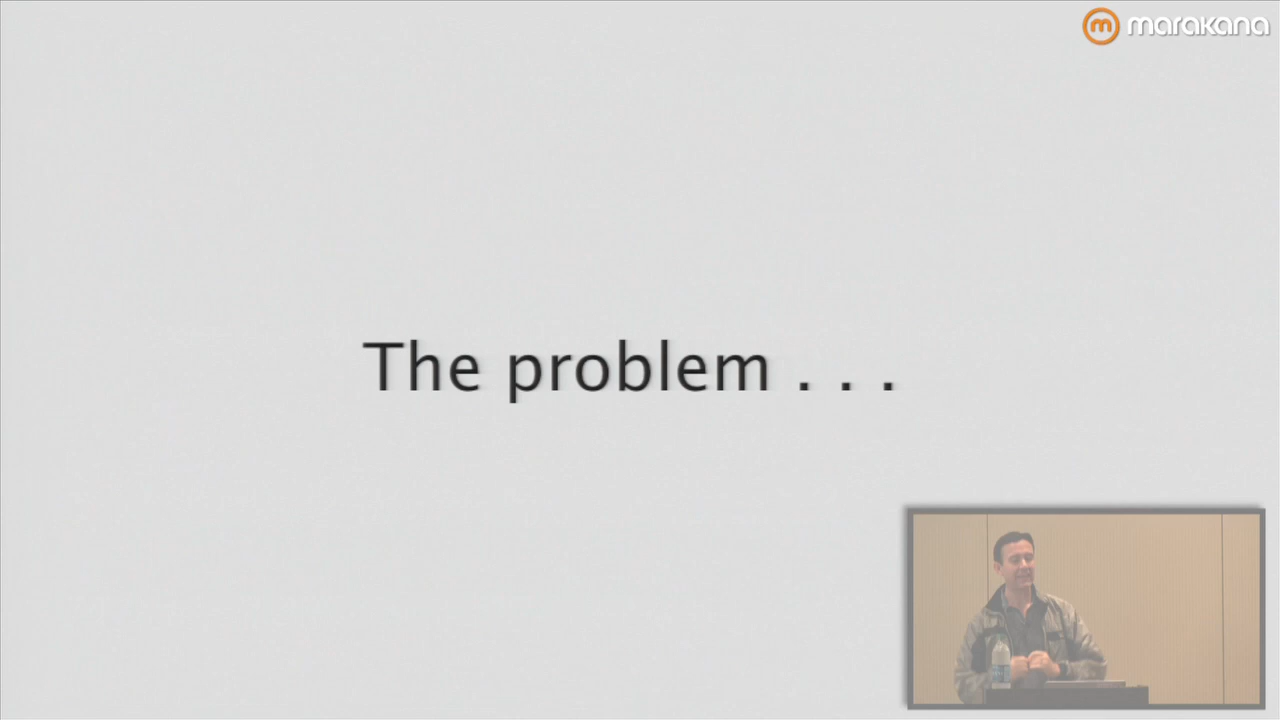 marakana
The problem . . .